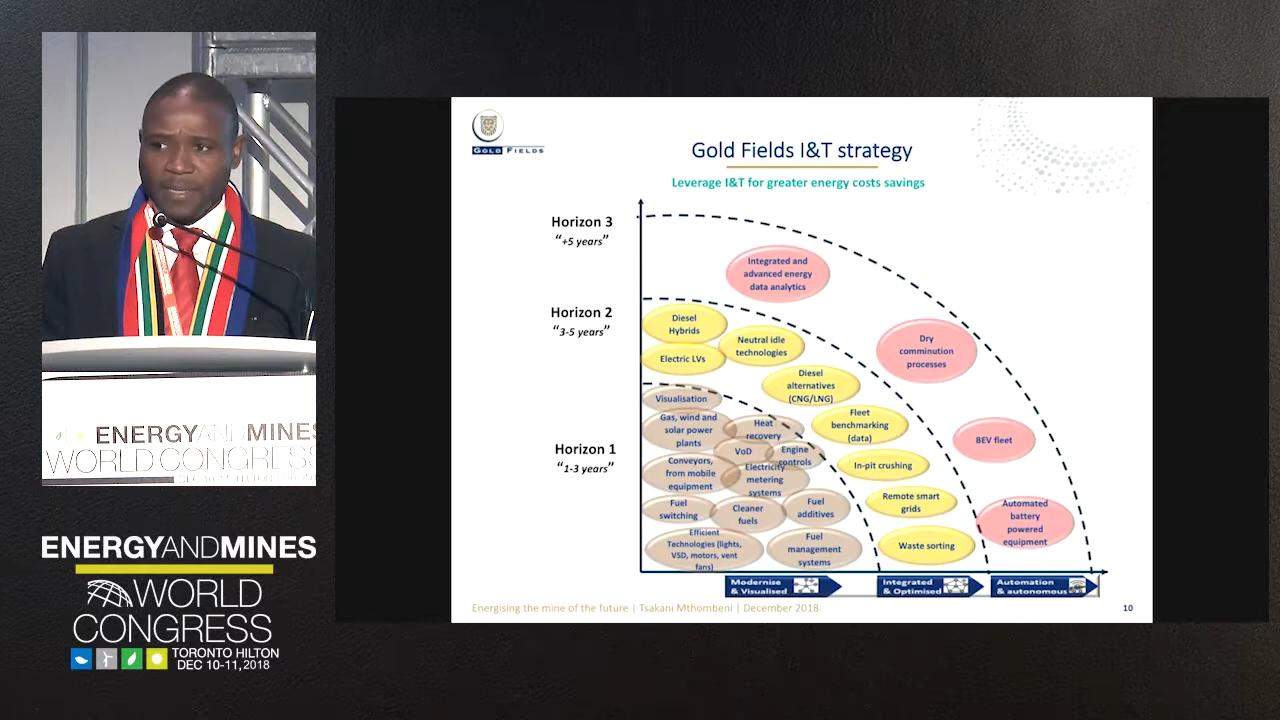 ENERGYANDMINES
WORLD CONGRESS
ENERGYANDMINES
WORLD
CONGRESS
TORONTO HILTON
DEC 10-11, 2018
GOLD FIELDS
Gold Fields I&T strategy
Leverage I&T for greater energy costs savings
Horizon 3
"+5 years"
Integrated and
advanced energy
data analytics
Dry
comminution
processes
BEV fleet
Automated
battery
powered
equipment
Horizon 2
"3-5 years"
Diesel
Hybrids
Neutral idle
technologies
Electric LVs
Diesel
alternatives
(CNG/LNG)
Fleet
benchmarking
(data)
In-pit crushing
Remote smart
grids
Waste sorting
Horizon 1
"1-3 years"
Visualisation
Gas, wind and
solar power
plants
Heat
recovery
VoD
Engine
controls
Conveyors,
from mobile
equipment
Electricity
metering
systems
Fuel
switching
Cleaner
fuels
Fuel
additives
Efficient
Technologies (lights,
VSD, motors, vent
fans)
Fuel
management
systems
Modernise
& Visualised
Integrated
& Optimised
Automation
& autonomous
Energising the mine of the future | Tsakani Mthombeni | December 2018
10